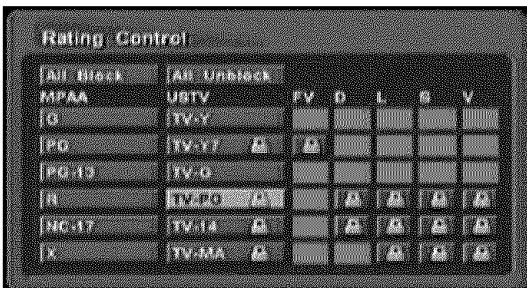 Rating Control
All Block All Unblock
MPAA USTV FV D L S V
G TV-Y
PG TV-Y7
PG-13 TV-G
R TV-PG
NC-17 TV-14
X TV-MA